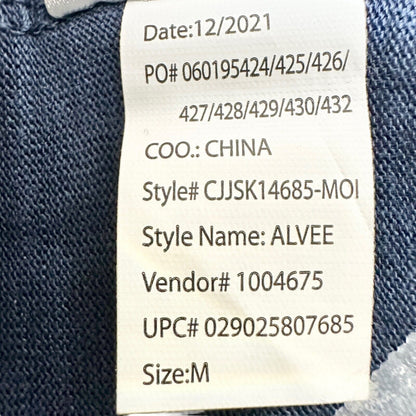 Date:12/2021
PO# 060195424/425/426/
427/428/429/430/432
COO.: CHINA
Style# CJJSK14685-MOI
Style Name: ALVEE
Vendor# 1004675
UPC# 029025807685
Size:M